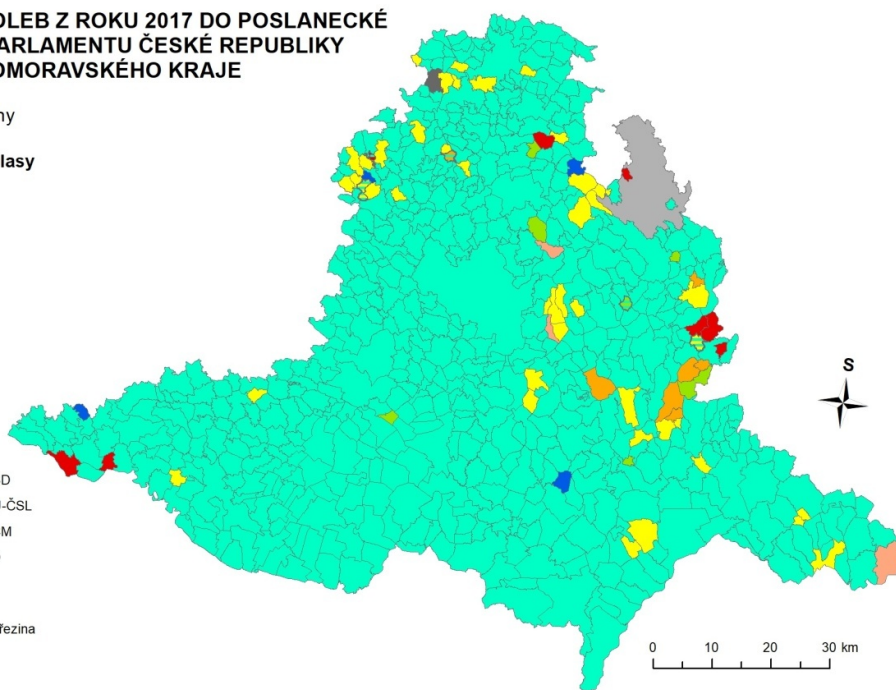 OLEB Z ROKU 2017 DO POSLANECKÉ
ARLAMENTU ČESKÉ REPUBLIKY
OMORAVSKÉHO KRAJE
ny
lasy
D
-ČSL
M
řezina
S
0 10 20 30 km